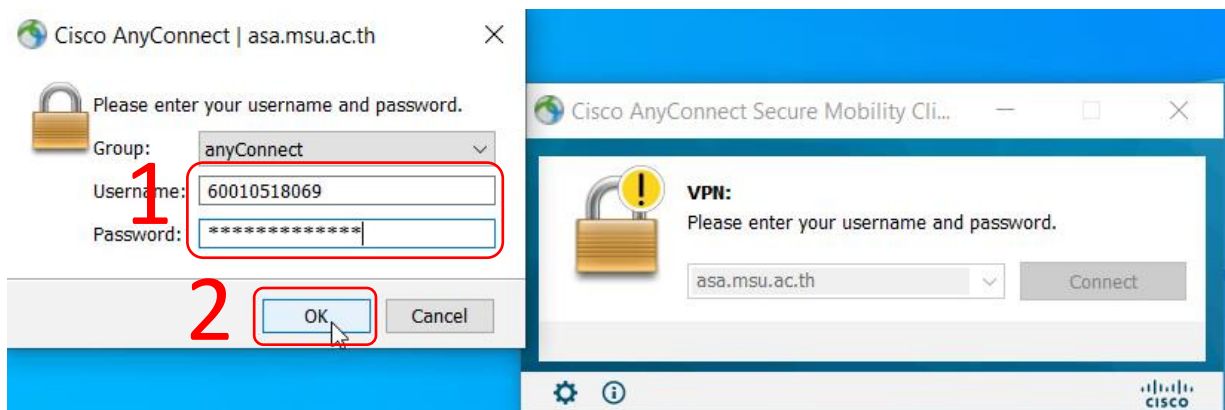 Cisco AnyConnect | asa.msu.ac.th
Please enter your username and password.
Group: anyConnect
1
Username: 60010518069
Password: *************
2
OK Cancel
Cisco AnyConnect Secure Mobility Cli...
VPN:
Please enter your username and password.
asa.msu.ac.th Connect
CISCO